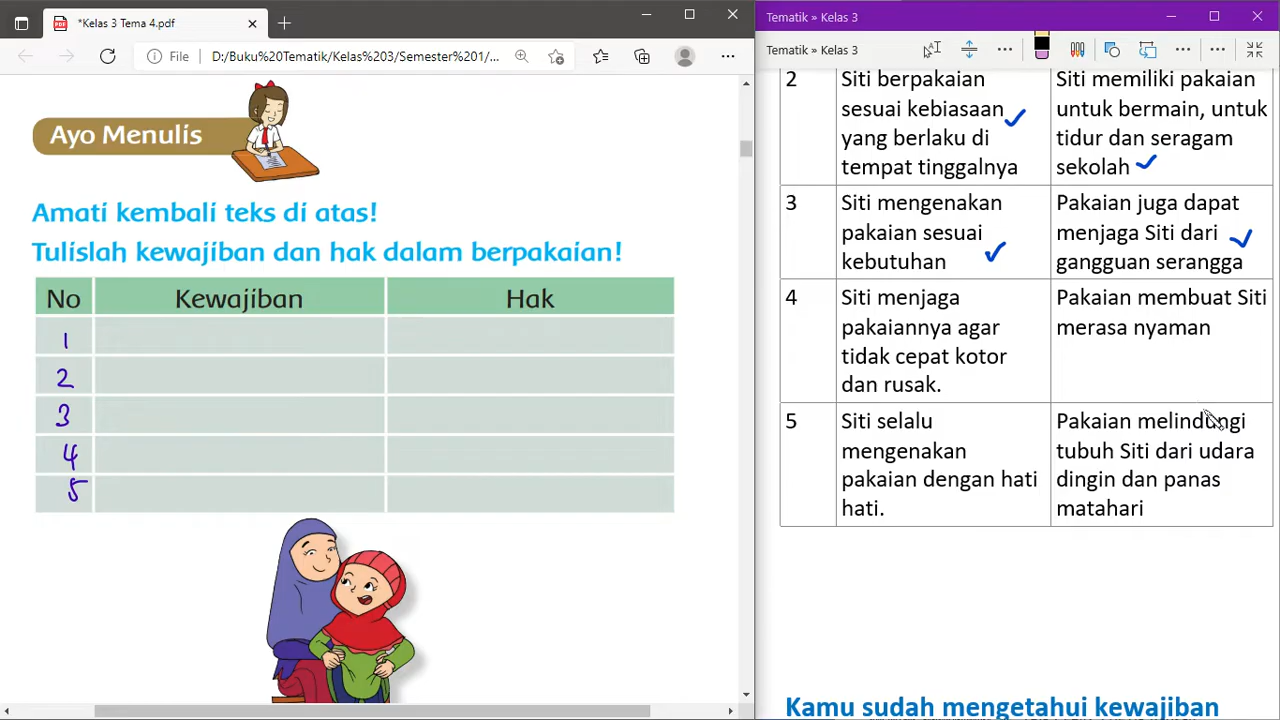 *Kelas 3 Tema 4.pdf
File
D:/Buku%20Tematik/Kelas%203/Semester%201/...
Ayo Menulis
Amati kembali teks di atas!
Tulislah kewajiban dan hak dalam berpakaian!
No Kewajiban Hak
1
2
3
4
5
Tematik » Kelas 3
Tematik » Kelas 3
2 Siti berpakaian Siti memiliki pakaian
sesuai kebiasaan untuk bermain, untuk
yang berlaku di tidur dan seragam
tempat tinggalnya sekolah
3 Siti mengenakan Pakaian juga dapat
pakaian sesuai menjaga Siti dari
kebutuhan gangguan serangga
4 Siti menjaga Pakaian membuat Siti
pakaiannya agar merasa nyaman
tidak cepat kotor
dan rusak.
5 Siti selalu Pakaian melindungi
mengenakan tubuh Siti dari udara
pakaian dengan hati dingin dan panas
hati. matahari
Kamu sudah mengetahui kewajiban